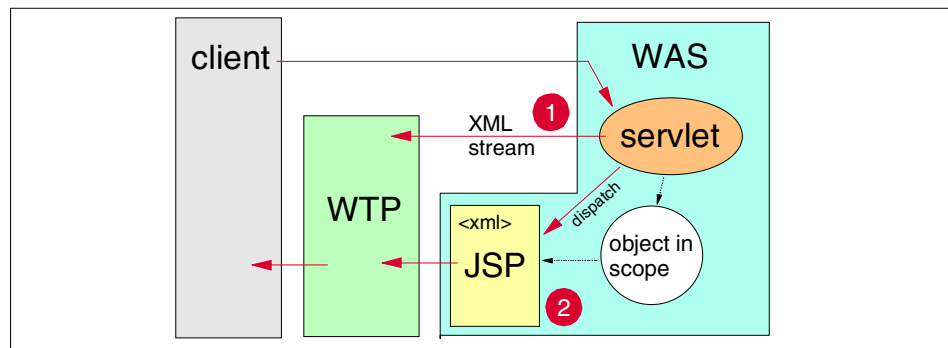 client
WAS
1
XML
stream
servlet
dispatch
WTP
<xml>
JSP
object in
scope
2